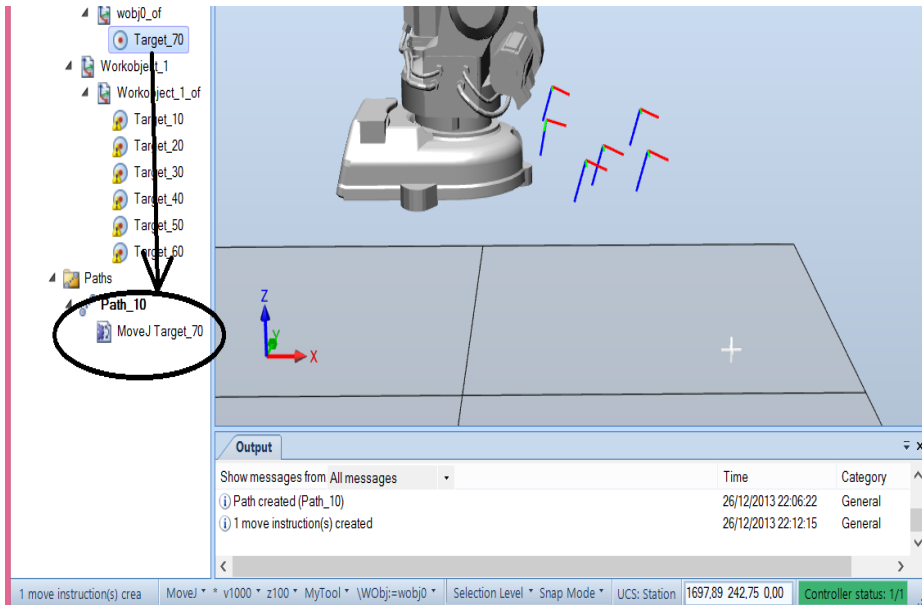 wobj0_of
Target_70
Workobject_1
Workobject_1_of
Target_10
Target_20
Target_30
Target_40
Target_50
Target_60
Paths
Path_10
MoveJ Target_70
Z
Y
X
Output
Show messages from All messages Time Category
Path created (Path_10) 26/12/2013 22:06:22 General
1 move instruction(s) created 26/12/2013 22:12:15 General
1 move instruction(s) crea MoveJ * v1000 z100 MyTool \WObj:=wobj0 Selection Level Snap Mode UCS: Station 1697,89 242,75 0,00 Controller status: 1/1